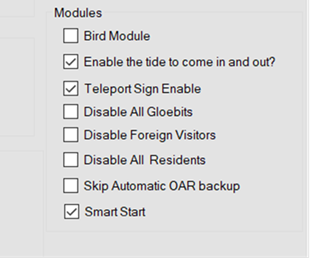 Modules
Bird Module
Enable the tide to come in and out?
Teleport Sign Enable
Disable All Gloebits
Disable Foreign Visitors
Disable All  Residents
Skip Automatic OAR backup
Smart Start